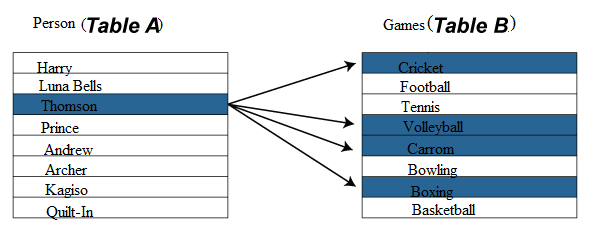 Person (Table A)
Harry
Luna Bells
Thomson
Prince
Andrew
Archer
Kagiso
Quilt-In
Games(Table B)
Cricket
Football
Tennis
Volleyball
Carrom
Bowling
Boxing
Basketball